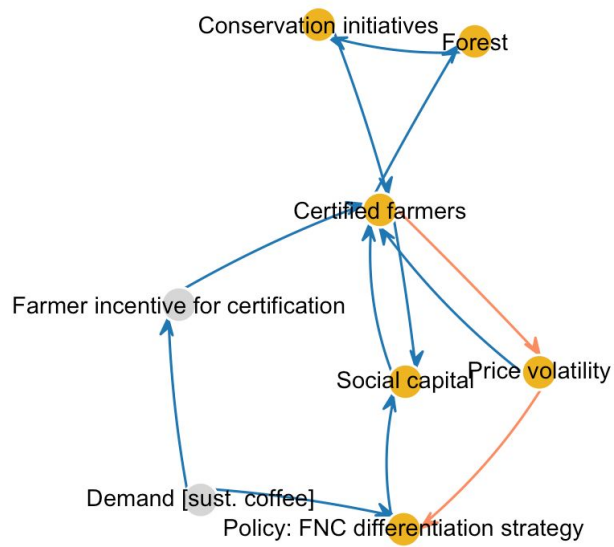 Conservation initiatives
Forest
Certified farmers
Farmer incentive for certification
Social capital
Price volatility
Demand [sust. coffee]
Policy: FNC differentiation strategy